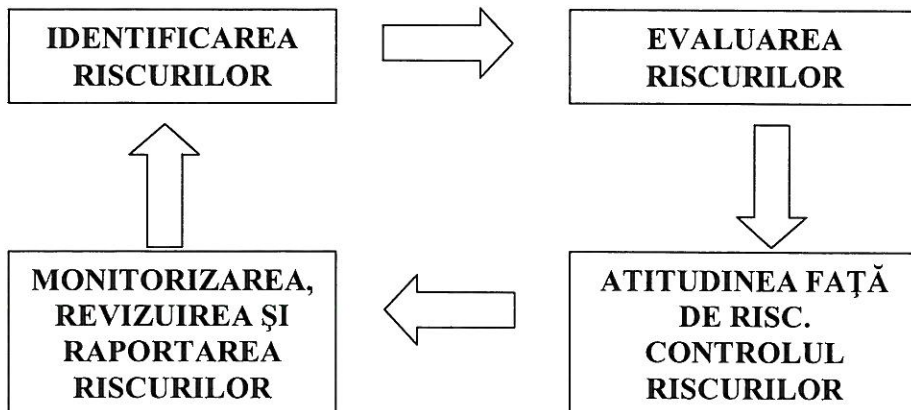 IDENTIFICAREA
RISCURILOR
EVALUAREA
RISCURILOR
ATITUDINEA FAŢĂ
DE RISC.
CONTROLUL
RISCURILOR
MONITORIZAREA,
REVIZUIREA ŞI
RAPORTAREA
RISCURILOR